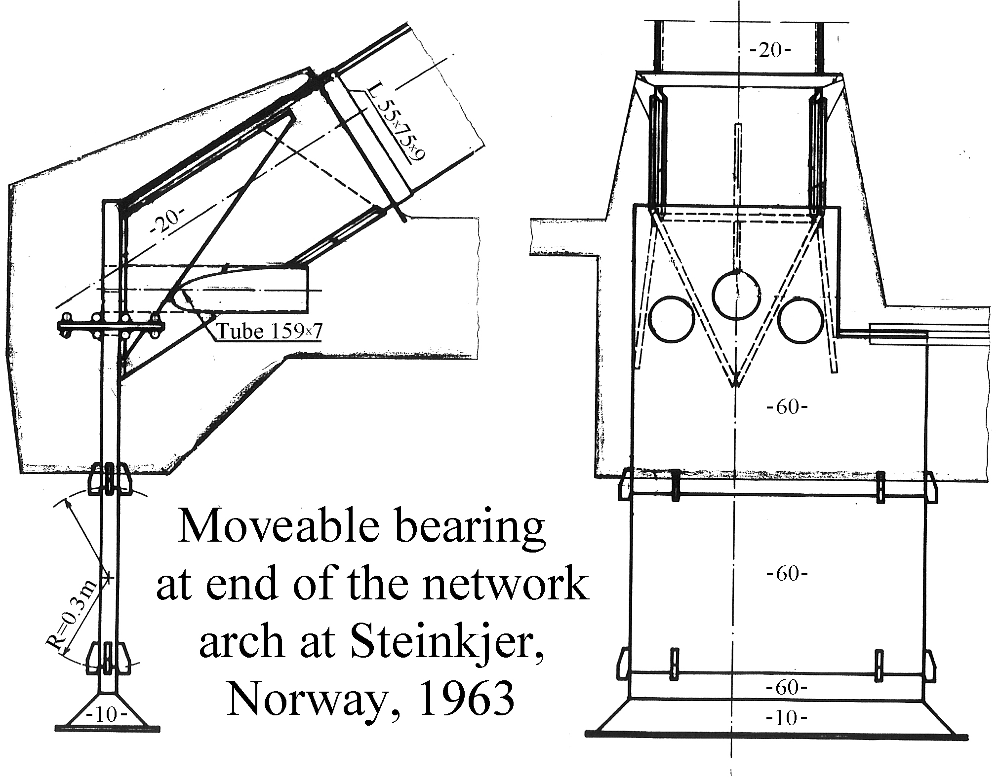 -20-
L 55x75x9
-20-
Tube 159x7
-60-
Moveable bearing
at end of the network
arch at Steinkjer,
Norway, 1963
R=0.3m
-60-
-60-
-10-
-10-